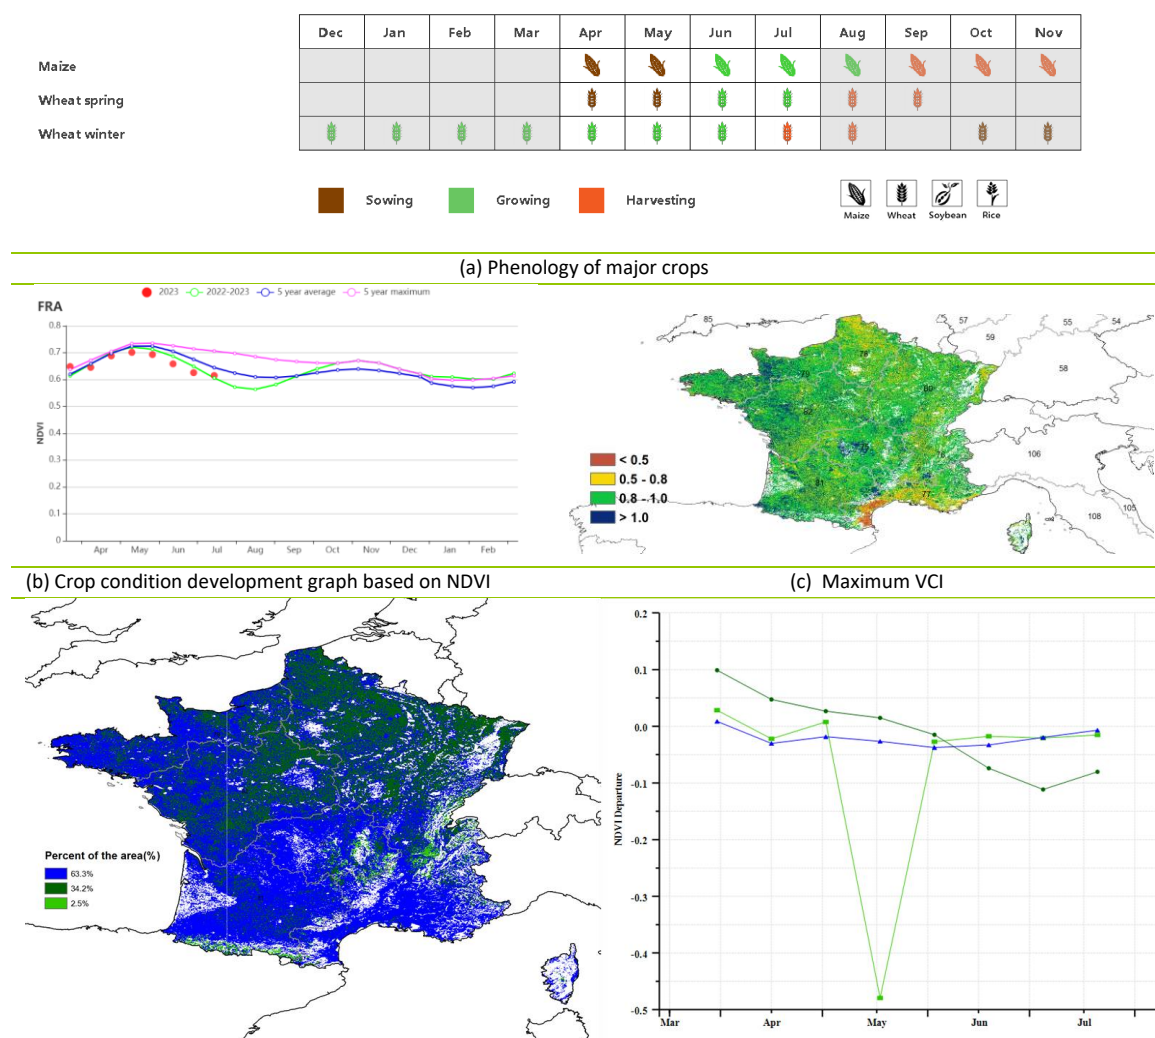 Dec Jan Feb Mar Apr May Jun Jul Aug Sep Oct Nov
Maize
Wheat spring
Wheat winter
Sowing Growing Harvesting
Maize Wheat Soybean Rice
(a) Phenology of major crops
2023 2022-2023 5 year average 5 year maximum
FRA
0.8
0.7
0.6
0.5
0.4
0.3
0.2
0.1
0
NDVI
Apr May Jun Jul Aug Sep Oct Nov Dec Jan Feb
85 57 55 54
59
58
78
79
80
82
106
81
77
108 105
< 0.5
0.5 - 0.8
0.8 - 1.0
> 1.0
(b) Crop condition development graph based on NDVI
(c) Maximum VCI
Percent of the area(%)
63.3%
34.2%
2.5%
0.2
0.1
0.0
-0.1
-0.2
-0.3
-0.4
-0.5
NDVI Departure
Mar Apr May Jun Jul